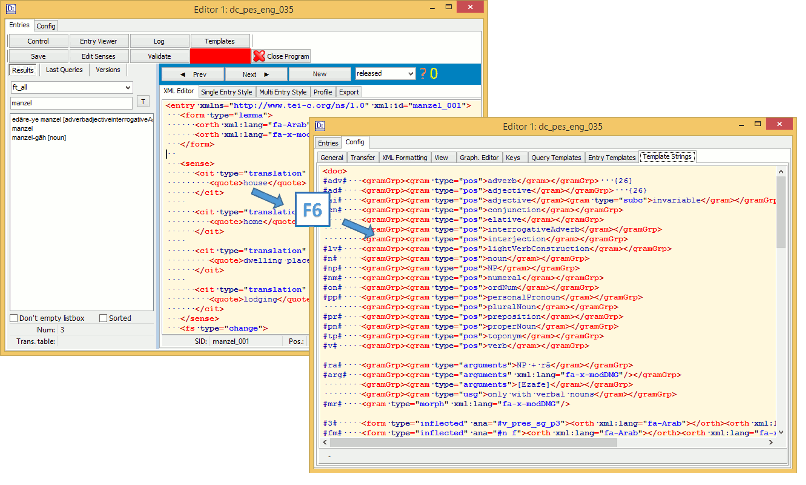 Editor 1: dc_pes_eng_035
Entries Config
Control Entry Viewer Log Templates
Save Edit Senses Validate Close Program
Results Last Queries Versions
ft_all
manzel T
edāre-ye manzel [adverbadjectiveinterrogativeAd
manzel
manzel-gāh [noun]
Don't empty listbox Sorted
Num: 3
Trans. table:
Prev Next New released ? 0
XML Editor Single Entry Style Multi Entry Style Profile Export
<entry xmlns="http://www.tei-c.org/ns/1.0" xml:id="manzel_001">
<form type="lemma">
<orth xml:lang="fa-Arab
<orth xml:lang="fa-x-mo
</form>
<sense>
<cit type="translation"
<quote>house</quote>
</cit>
<cit type="translation
<quote>home</quote>
</cit>
<cit type="translation"
<quote>dwelling place
</cit>
<cit type="translation"
<quote>lodging</quote
</cit>
</sense>
<fs type="change">
SID: manzel_001 Pos.:
F6
Editor 1: dc_pes_eng_035
Entries Config
General Transfer XML Formatting View Graph. Editor Keys Query Templates Entry Templates Template Strings
<doc>
#adv# <gramGrp><gram type="pos">adverb</gram></gramGrp> (26)
#ad# <gramGrp><gram type="pos">adjective</gram></gramGrp> (26)
<gramGrp><gram type="pos">adjective</gram><gram type="subc">invariable</gram></gramGrp>
<gramGrp><gram type="pos">conjunction</gram></gramGrp>
<gramGrp><gram type="pos">elative</gram></gramGrp>
<gramGrp><gram type="pos">interrogativeAdverb</gram></gramGrp>
<gramGrp><gram type="pos">interjection</gram></gramGrp>
#lv# <gramGrp><gram type="pos">lightVerbConstruction</gram></gramGrp>
#n# <gramGrp><gram type="pos">noun</gram></gramGrp>
#np# <gramGrp><gram type="pos">NP</gram></gramGrp>
#nm# <gramGrp><gram type="pos">numeral</gram></gramGrp>
#on# <gramGrp><gram type="pos">ordNum</gram></gramGrp>
#pp# <gramGrp><gram type="pos">personalPronoun</gram></gramGrp>
<gramGrp><gram type="pos">pluralNoun</gram></gramGrp>
#pr# <gramGrp><gram type="pos">preposition</gram></gramGrp>
#pn# <gramGrp><gram type="pos">properNoun</gram></gramGrp>
#tp# <gramGrp><gram type="pos">toponym</gram></gramGrp>
#v# <gramGrp><gram type="pos">verb</gram></gramGrp>
#ra# <gramGrp><gram type="arguments">NP + rā</gram></gramGrp>
#arg# <gramGrp><gram type="arguments" xml:lang="fa-x-modDMG"/></gramGrp>
<gramGrp><gram type="arguments">[Ezafe]</gram></gramGrp>
<gramGrp><gram type="usg">only with verbal nouns</gram></gramGrp>
#mr# <gram type="morph" xml:lang="fa-x-modDMG"/>
#3# <form type="inflected" ana="#v_pres_sg_p3"><orth xml:lang="fa-Arab"></orth><orth xml:l
#fe# <form type="inflected" ana="#n_f"><orth xml:lang="fa-Arab"></orth><orth xml:lang="fa-x